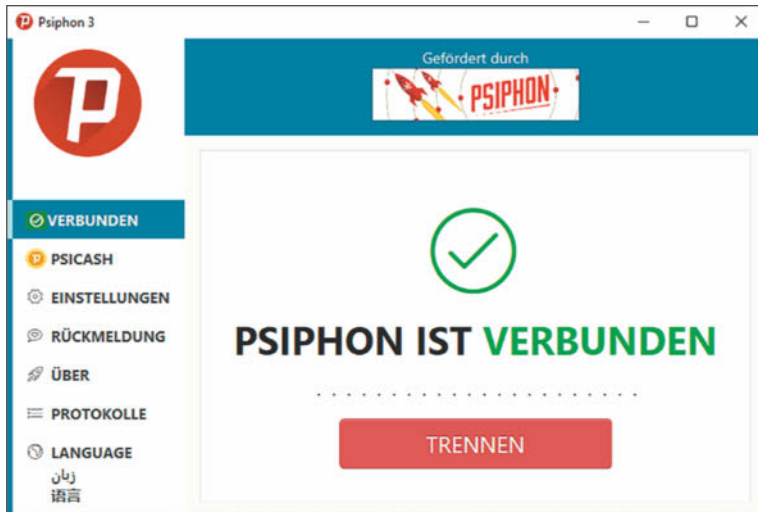 Psiphon 3
Gefördert durch
PSIPHON
VERBUNDEN
PSICASH
EINSTELLUNGEN
RÜCKMELDUNG
ÜBER
PROTOKOLLE
LANGUAGE
زبان
语言
PSIPHON IST VERBUNDEN
TRENNEN